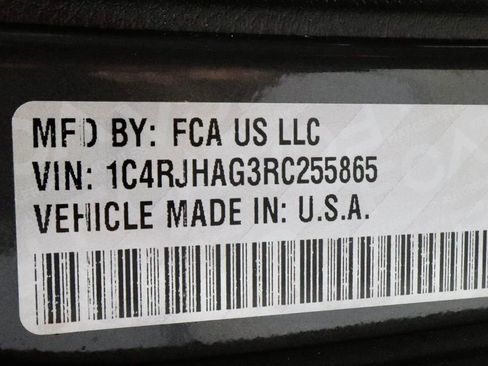 MFD BY: FCA US LLC
VIN: 1C4RJHAG3RC255865
VEHICLE MADE IN: U.S.A.